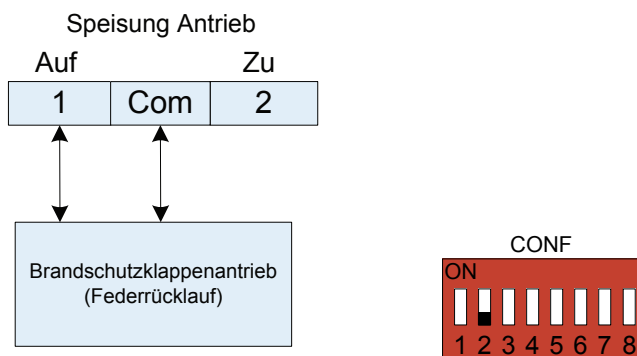 Speisung Antrieb
Auf Zu
1 Com 2
Brandschutzklappenantrieb
(Federrücklauf)
CONF
ON
1 2 3 4 5 6 7 8